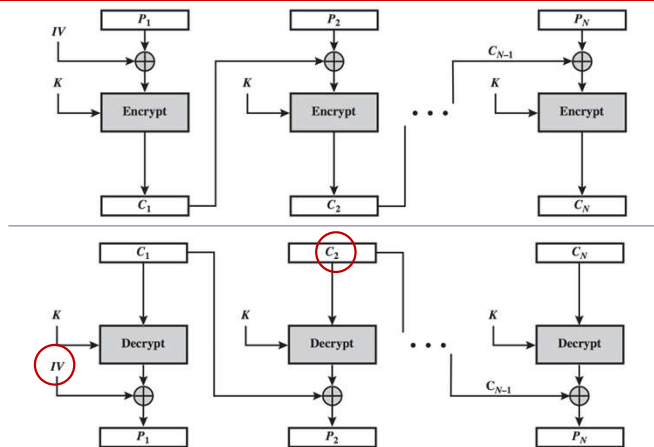 P1 P2 PN
IV
CN–1
K K K
Encrypt Encrypt Encrypt
• • •
C1 C2 CN
C1 C2 CN
K K K
Decrypt Decrypt Decrypt
• • •
IV
CN–1
P1 P2 PN